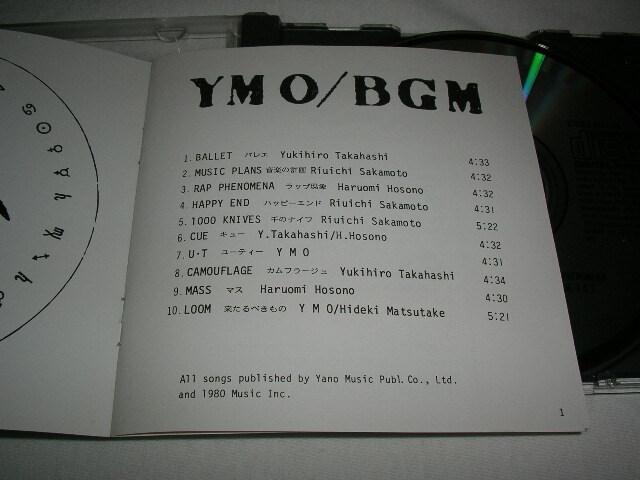 YMO/BGM
1. BALLET バレエ Yukihiro Takahashi 4:33
2. MUSIC PLANS 音楽の計画 Riuichi Sakamoto 4:32
3. RAP PHENOMENA ラップ現象 Haruomi Hosono 4:32
4. HAPPY END ハッピーエンド Riuichi Sakamoto 4:31
5. 1000 KNIVES 千のナイフ Riuichi Sakamoto 5:22
6. CUE キュー Y.Takahashi/H.Hosono 4:32
7. U・T ユーティー YMO 4:31
8. CAMOUFLAGE カムフラージュ Yukihiro Takahashi 4:34
9. MASS マス Haruomi Hosono 4:30
10. LOOM 来たるべきもの YMO/Hideki Matsutake 5:21
All songs published by Yano Music Publ. Co., Ltd.
and 1980 Music Inc.
1